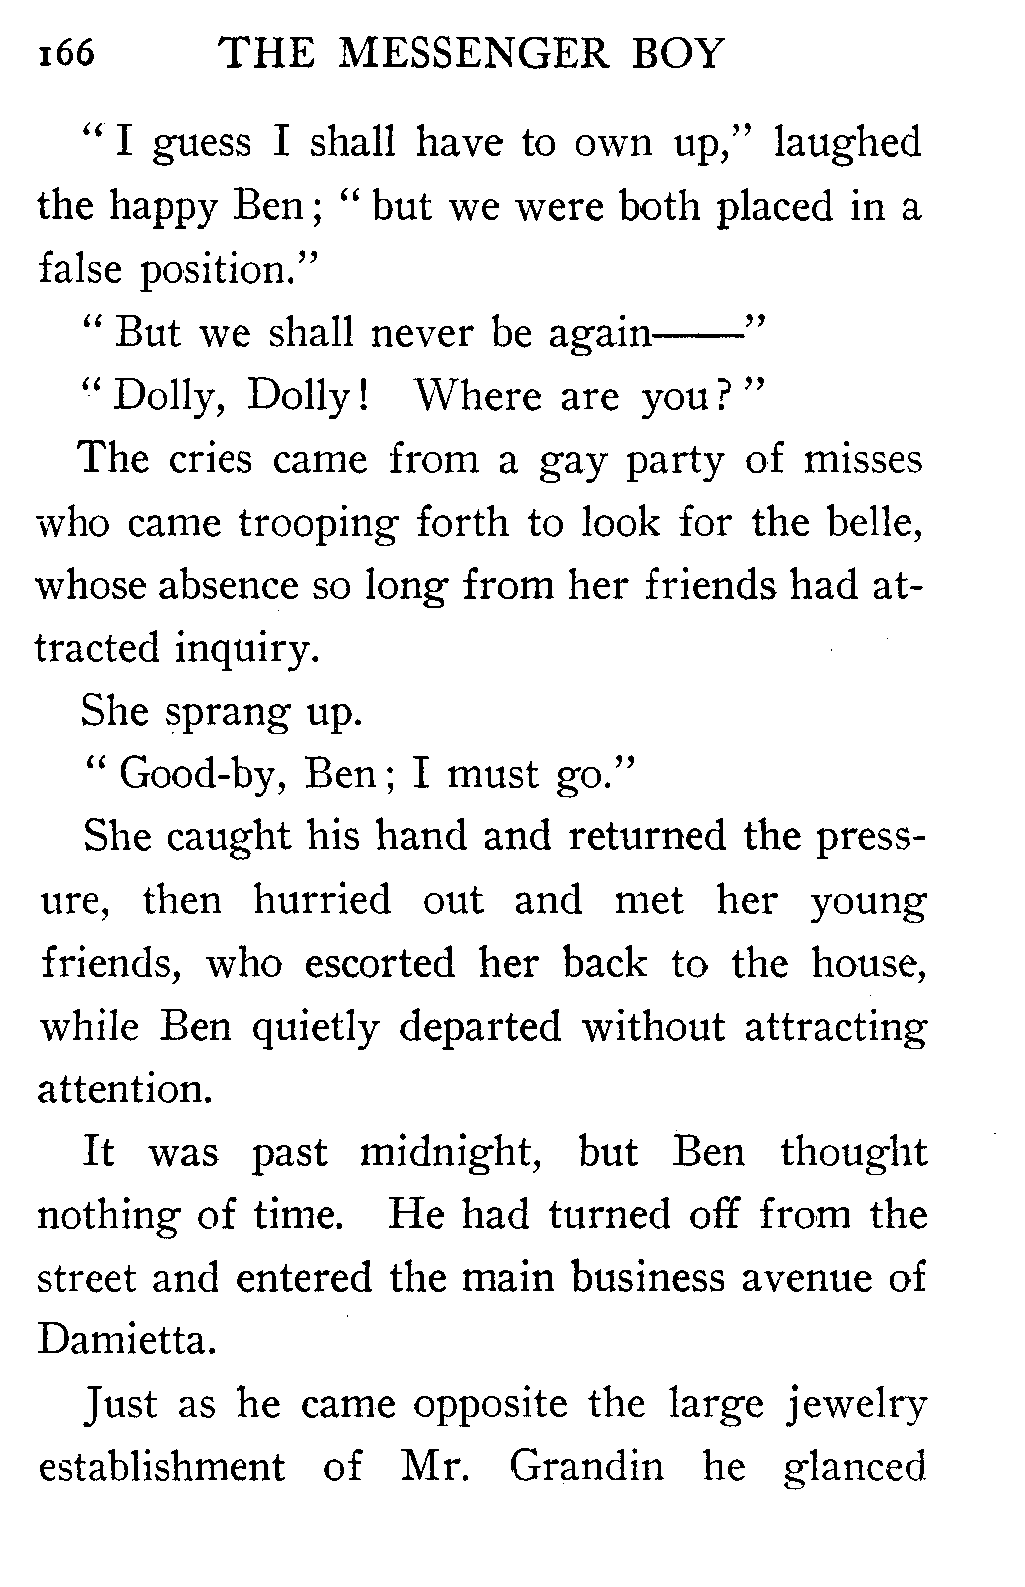 166 THE MESSENGER BOY
" I guess I shall have to own up," laughed
the happy Ben; " but we were both placed in a
false position."
" But we shall never be again——"
" Dolly, Dolly! Where are you? "
The cries came from a gay party of misses
who came trooping forth to look for the belle,
whose absence so long from her friends had at-
tracted inquiry.
She sprang up.
" Good-by, Ben; I must go."
She caught his hand and returned the press-
ure, then hurried out and met her young
friends, who escorted her back to the house,
while Ben quietly departed without attracting
attention.
It was past midnight, but Ben thought
nothing of time. He had turned off from the
street and entered the main business avenue of
Damietta.
Just as he came opposite the large jewelry
establishment of Mr. Grandin he glanced